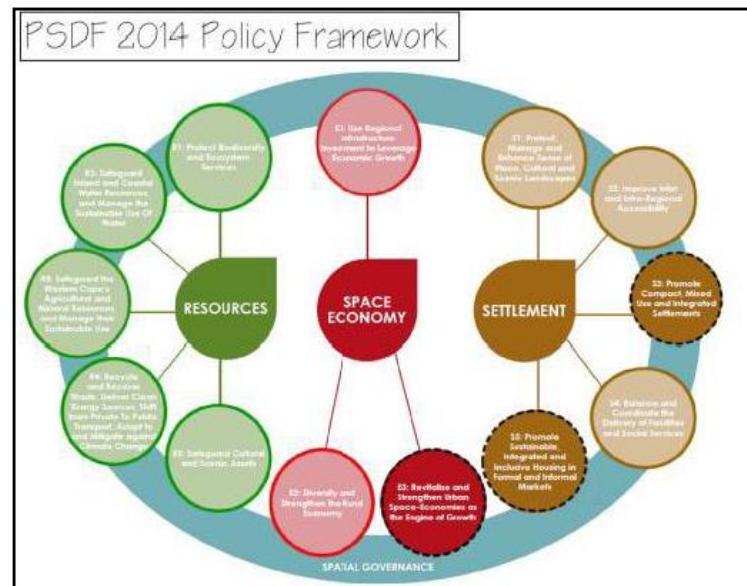 PSDF 2014 Policy Framework
R1: Protect Biodiversity
and Ecosystem
Services
R2: Safeguard
Inland and Coastal
Water Resources,
and Manage the
Sustainable Use Of
Water
R3: Safeguard the
Western Cape's
Agricultural and
Mineral Resources
and Manage their
Sustainable Use
R4: Recycle
and Recover
Waste, Deliver Clean
Energy Sources, Shift
from Private To Public
Transport, Adapt to
and Mitigate against
Climate Change
R5: Safeguard Cultural
and Scenic Assets
RESOURCES
E1: Use Regional
Infrastructure
Investment to Leverage
Economic Growth
SPACE
ECONOMY
E2: Diversify and
Strengthen the Rural
Economy
E3: Revitalise and
Strengthen Urban
Space-Economies as
the Engine of Growth
S1: Protect,
Manage and
Enhance Sense of
Place, Cultural and
Scenic Landscapes
S2: Improve Inter
and Intra-Regional
Accessibility
S3: Promote
Compact, Mixed
Use and Integrated
Settlements
SETTLEMENT
S4: Balance and
Coordinate the
Delivery of Facilities
and Social Services
S5: Promote
Sustainable,
Integrated and
Inclusive Housing in
Formal and Informal
Markets
SPATIAL GOVERNANCE